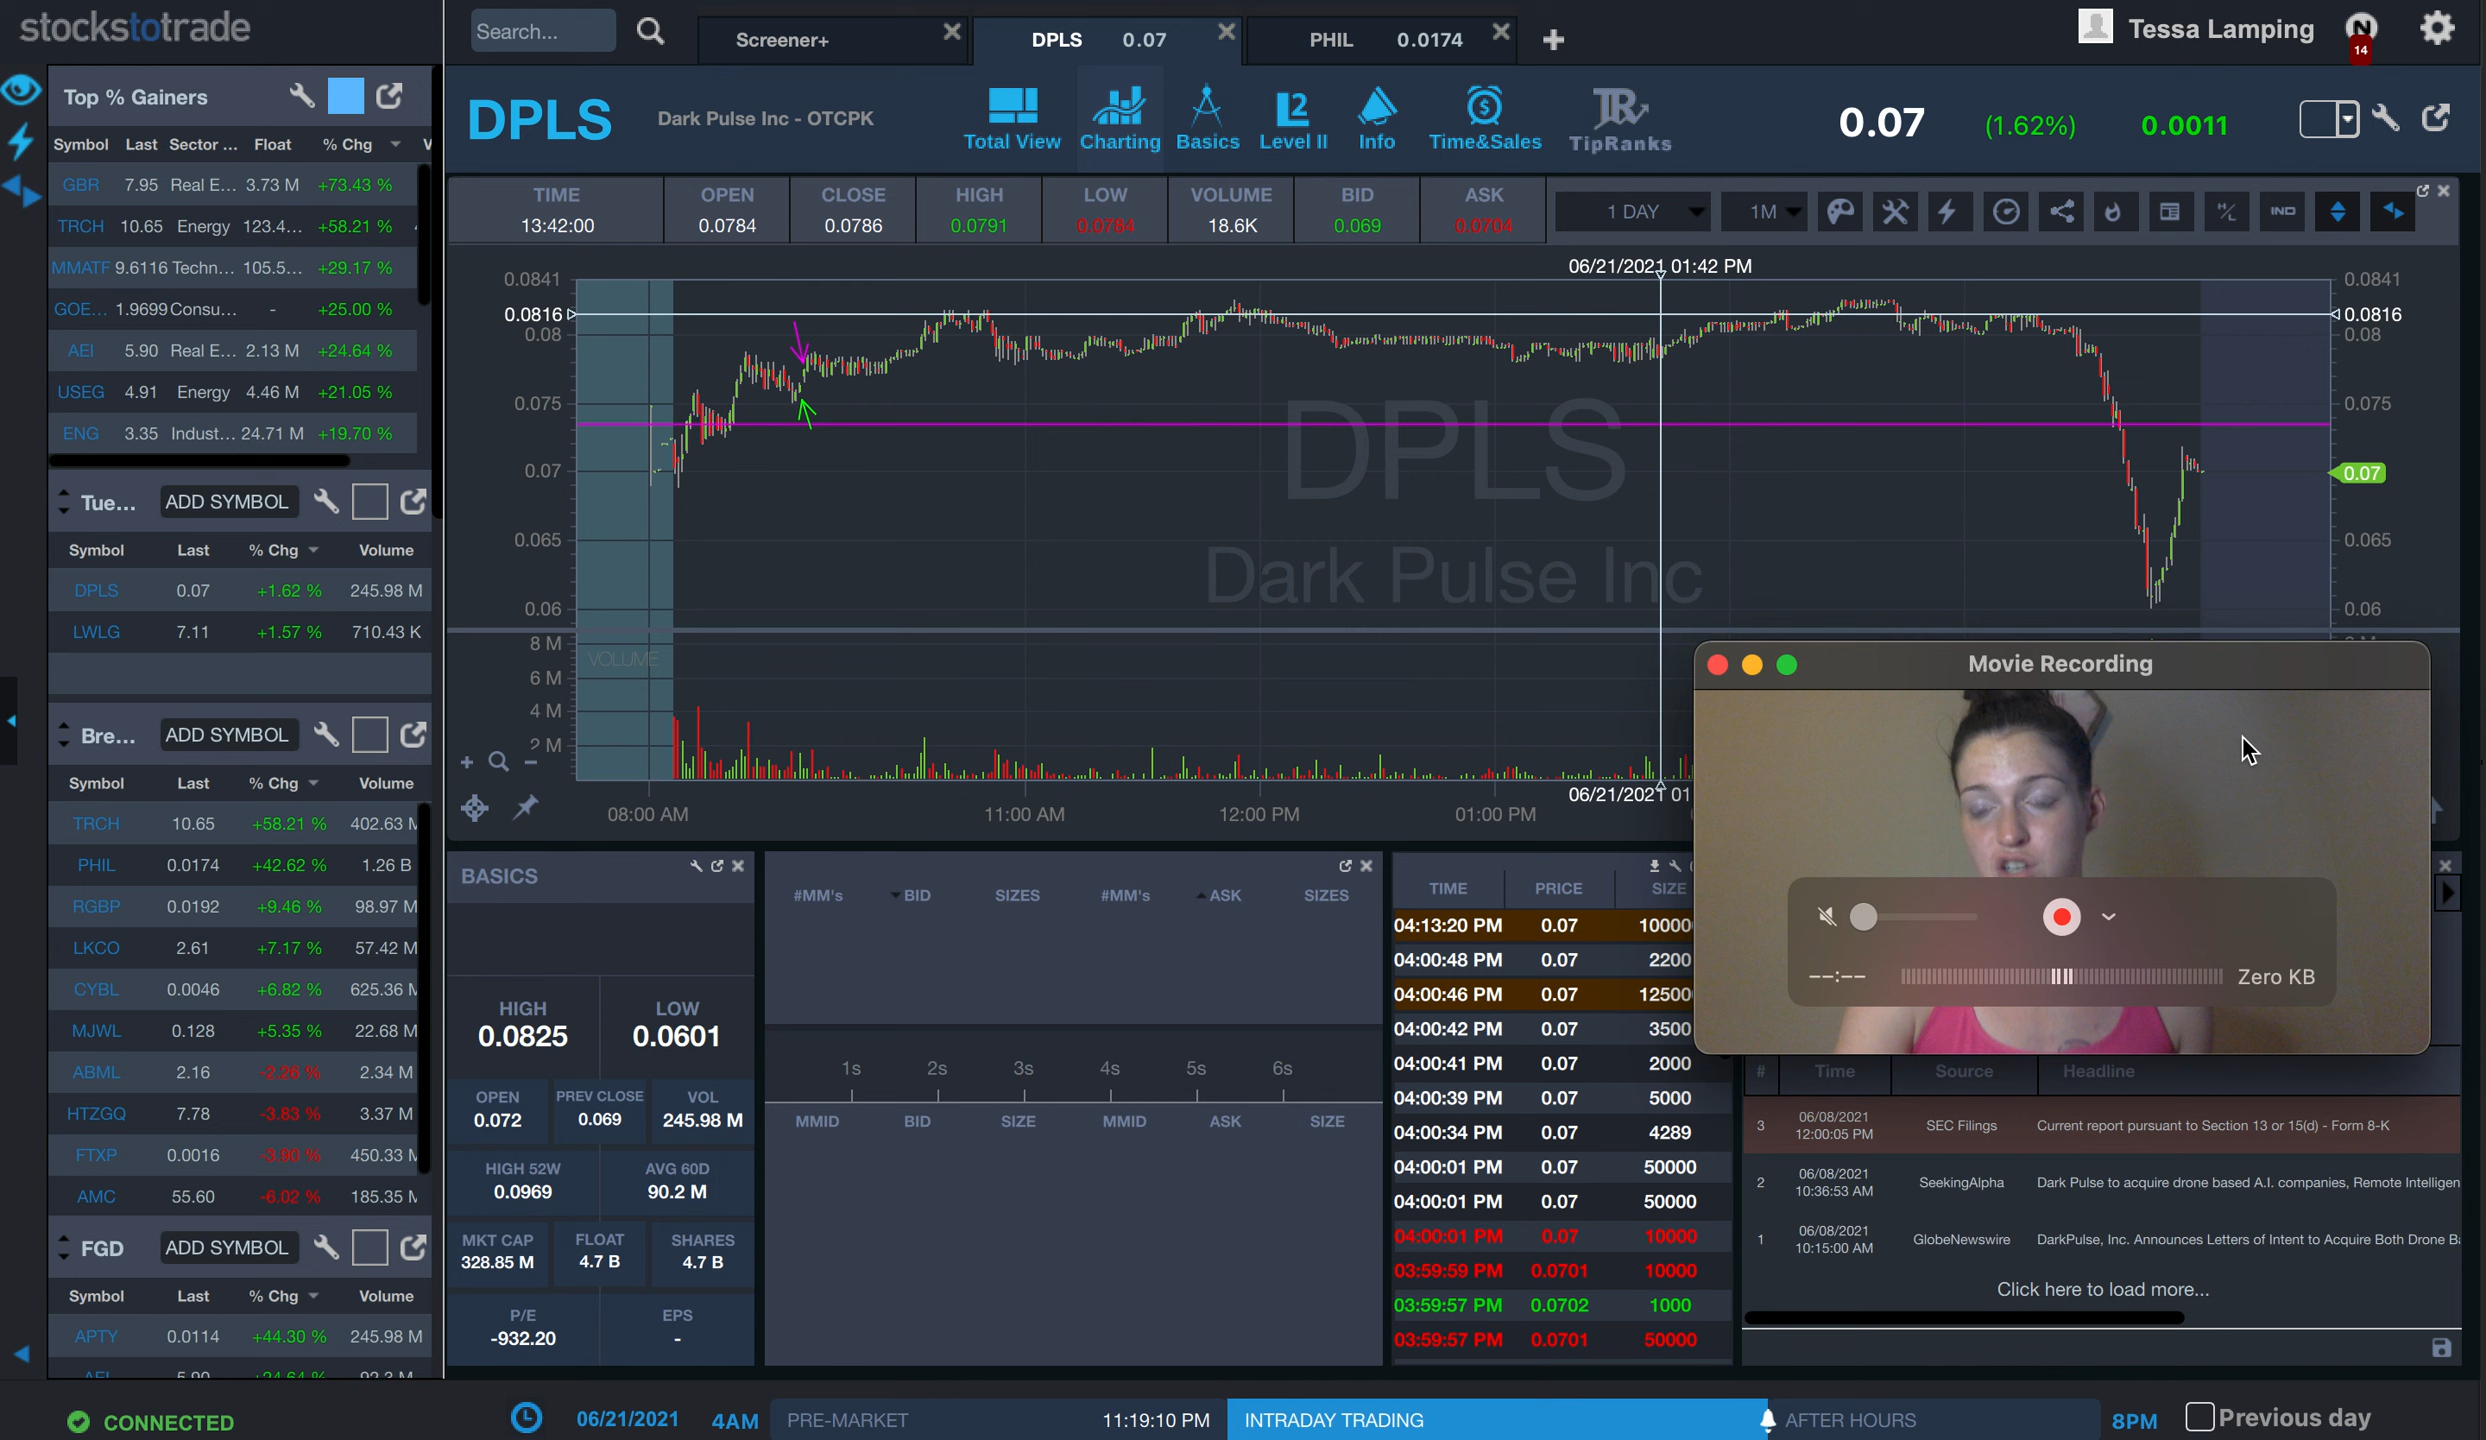 stockstotrade
Search...
Screener+
DPLS 0.07
PHIL 0.0174
Tessa Lamping
14
Top % Gainers
Symbol Last Sector ... Float % Chg V
GBR 7.95 Real E... 3.73 M +73.43 %
TRCH 10.65 Energy 123.4... +58.21 %
MMATF 9.6116 Techn... 105.5... +29.17 %
GOE... 1.9699 Consu... - +25.00 %
AEI 5.90 Real E... 2.13 M +24.64 %
USEG 4.91 Energy 4.46 M +21.05 %
ENG 3.35 Indust... 24.71 M +19.70 %
Tue... ADD SYMBOL
Symbol Last % Chg Volume
DPLS 0.07 +1.62 % 245.98 M
LWLG 7.11 +1.57 % 710.43 K
Bre... ADD SYMBOL
Symbol Last % Chg Volume
TRCH 10.65 +58.21 % 402.63 M
PHIL 0.0174 +42.62 % 1.26 B
RGBP 0.0192 +9.46 % 98.97 M
LKCO 2.61 +7.17 % 57.42 M
CYBL 0.0046 +6.82 % 625.36 M
MJWL 0.128 +5.35 % 22.68 M
ABML 2.16 -2.26 % 2.34 M
HTZGQ 7.78 -3.83 % 3.37 M
FTXP 0.0016 -3.90 % 450.33 M
AMC 55.60 -6.02 % 185.35 M
FGD ADD SYMBOL
Symbol Last % Chg Volume
APTY 0.0114 +44.30 % 245.98 M
DPLS
Dark Pulse Inc - OTCPK
Total View Charting Basics Level II Info Time&Sales TipRanks
0.07 (1.62%) 0.0011
TIME OPEN CLOSE HIGH LOW VOLUME BID ASK
13:42:00 0.0784 0.0786 0.0791 0.0784 18.6K 0.069 0.0704
1 DAY 1M H/L IND
06/21/2021 01:42 PM
0.0841 0.0841
0.0816 0.0816
0.08 0.08
0.075 0.075
0.07 0.07
0.065 0.065
0.06 0.06
DPLS
Dark Pulse Inc
8 M
VOLUME
6 M
4 M
2 M
06/21/2021 01
08:00 AM 11:00 AM 12:00 PM 01:00 PM
Movie Recording
--:-- Zero KB
BASICS
HIGH LOW
0.0825 0.0601
OPEN PREV CLOSE VOL
0.072 0.069 245.98 M
HIGH 52W AVG 60D
0.0969 90.2 M
MKT CAP FLOAT SHARES
328.85 M 4.7 B 4.7 B
P/E EPS
-932.20 -
#MM's BID SIZES #MM's ASK SIZES
1s 2s 3s 4s 5s 6s
MMID BID SIZE MMID ASK SIZE
TIME PRICE SIZE
04:13:20 PM 0.07 10000
04:00:48 PM 0.07 2200
04:00:46 PM 0.07 12500
04:00:42 PM 0.07 3500
04:00:41 PM 0.07 2000
04:00:39 PM 0.07 5000
04:00:34 PM 0.07 4289
04:00:01 PM 0.07 50000
04:00:01 PM 0.07 50000
04:00:01 PM 0.07 10000
03:59:59 PM 0.0701 10000
03:59:57 PM 0.0702 1000
03:59:57 PM 0.0701 50000
# Time Source Headline
3 06/08/2021 12:00:05 PM SEC Filings Current report pursuant to Section 13 or 15(d) - Form 8-K
2 06/08/2021 10:36:53 AM SeekingAlpha Dark Pulse to acquire drone based A.I. companies, Remote Intelligen
1 06/08/2021 10:15:00 AM GlobeNewswire DarkPulse, Inc. Announces Letters of Intent to Acquire Both Drone B
Click here to load more...
CONNECTED
06/21/2021 4AM PRE-MARKET 11:19:10 PM INTRADAY TRADING AFTER HOURS 8PM Previous day